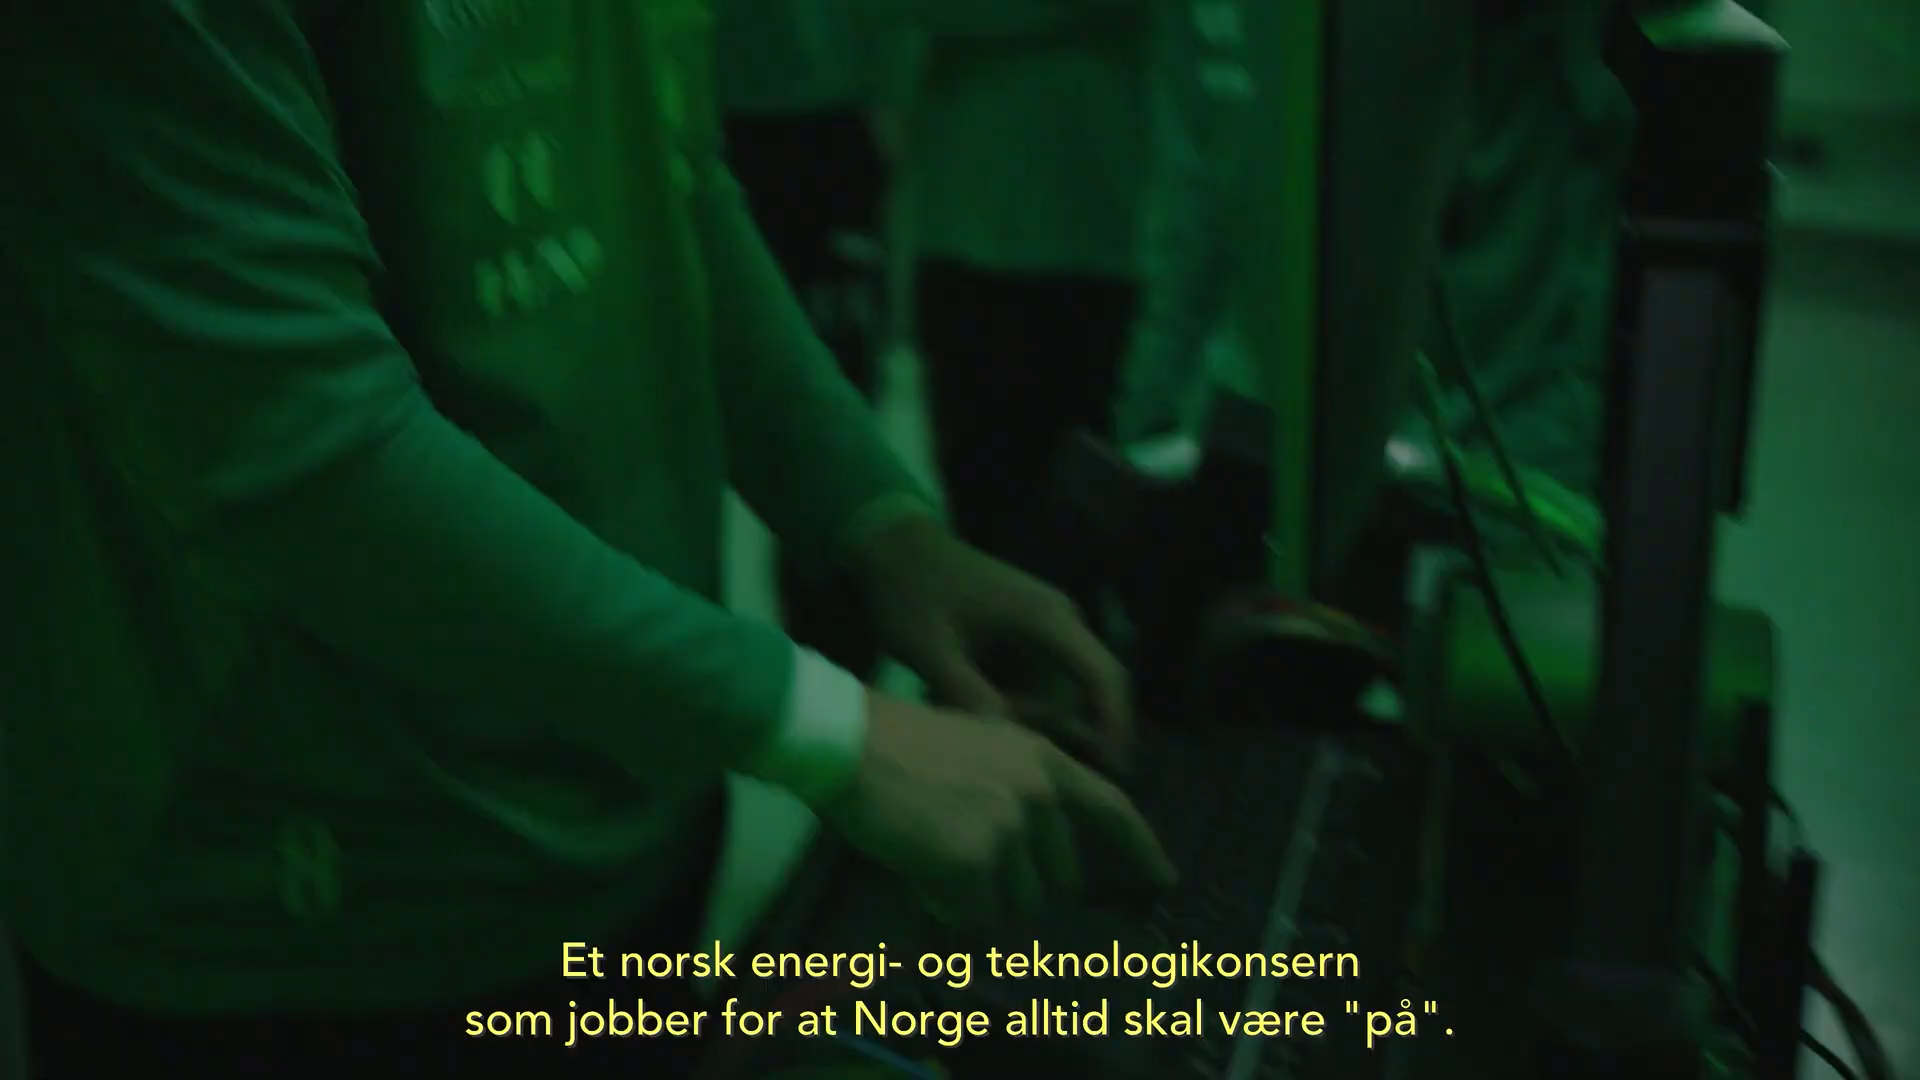 Et norsk energi- og teknologikonsern
som jobber for at Norge alltid skal være "på".